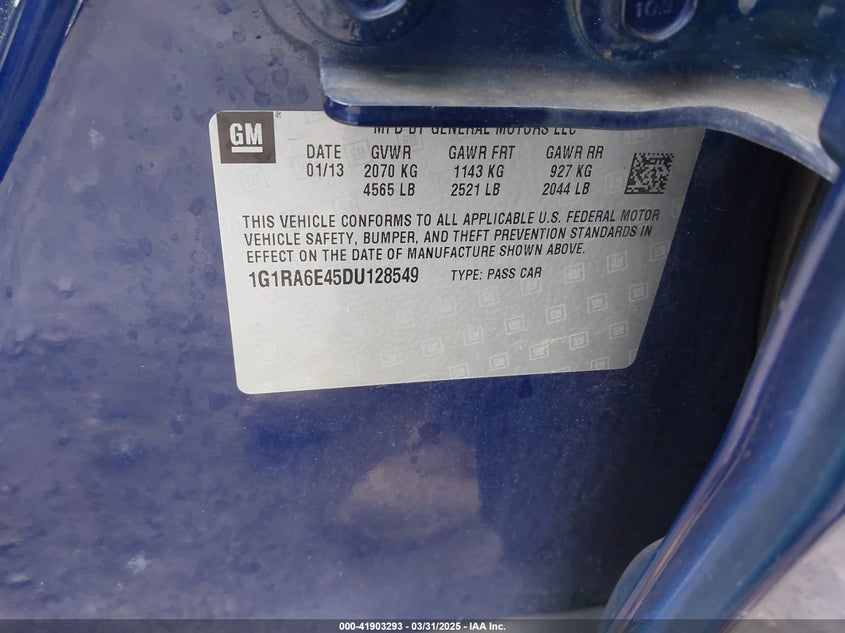 10.2
GM
®
MFD BY GENERAL MOTORS LLC
DATE GVWR GAWR FRT GAWR RR
01/13 2070 KG 1143 KG 927 KG
4565 LB 2521 LB 2044 LB
THIS VEHICLE CONFORMS TO ALL APPLICABLE U.S. FEDERAL MOTOR
VEHICLE SAFETY, BUMPER, AND THEFT PREVENTION STANDARDS IN
EFFECT ON THE DATE OF MANUFACTURE SHOWN ABOVE.
1G1RA6E45DU128549 TYPE: PASS CAR
000-41903293 - 03/31/2025 - IAA Inc.